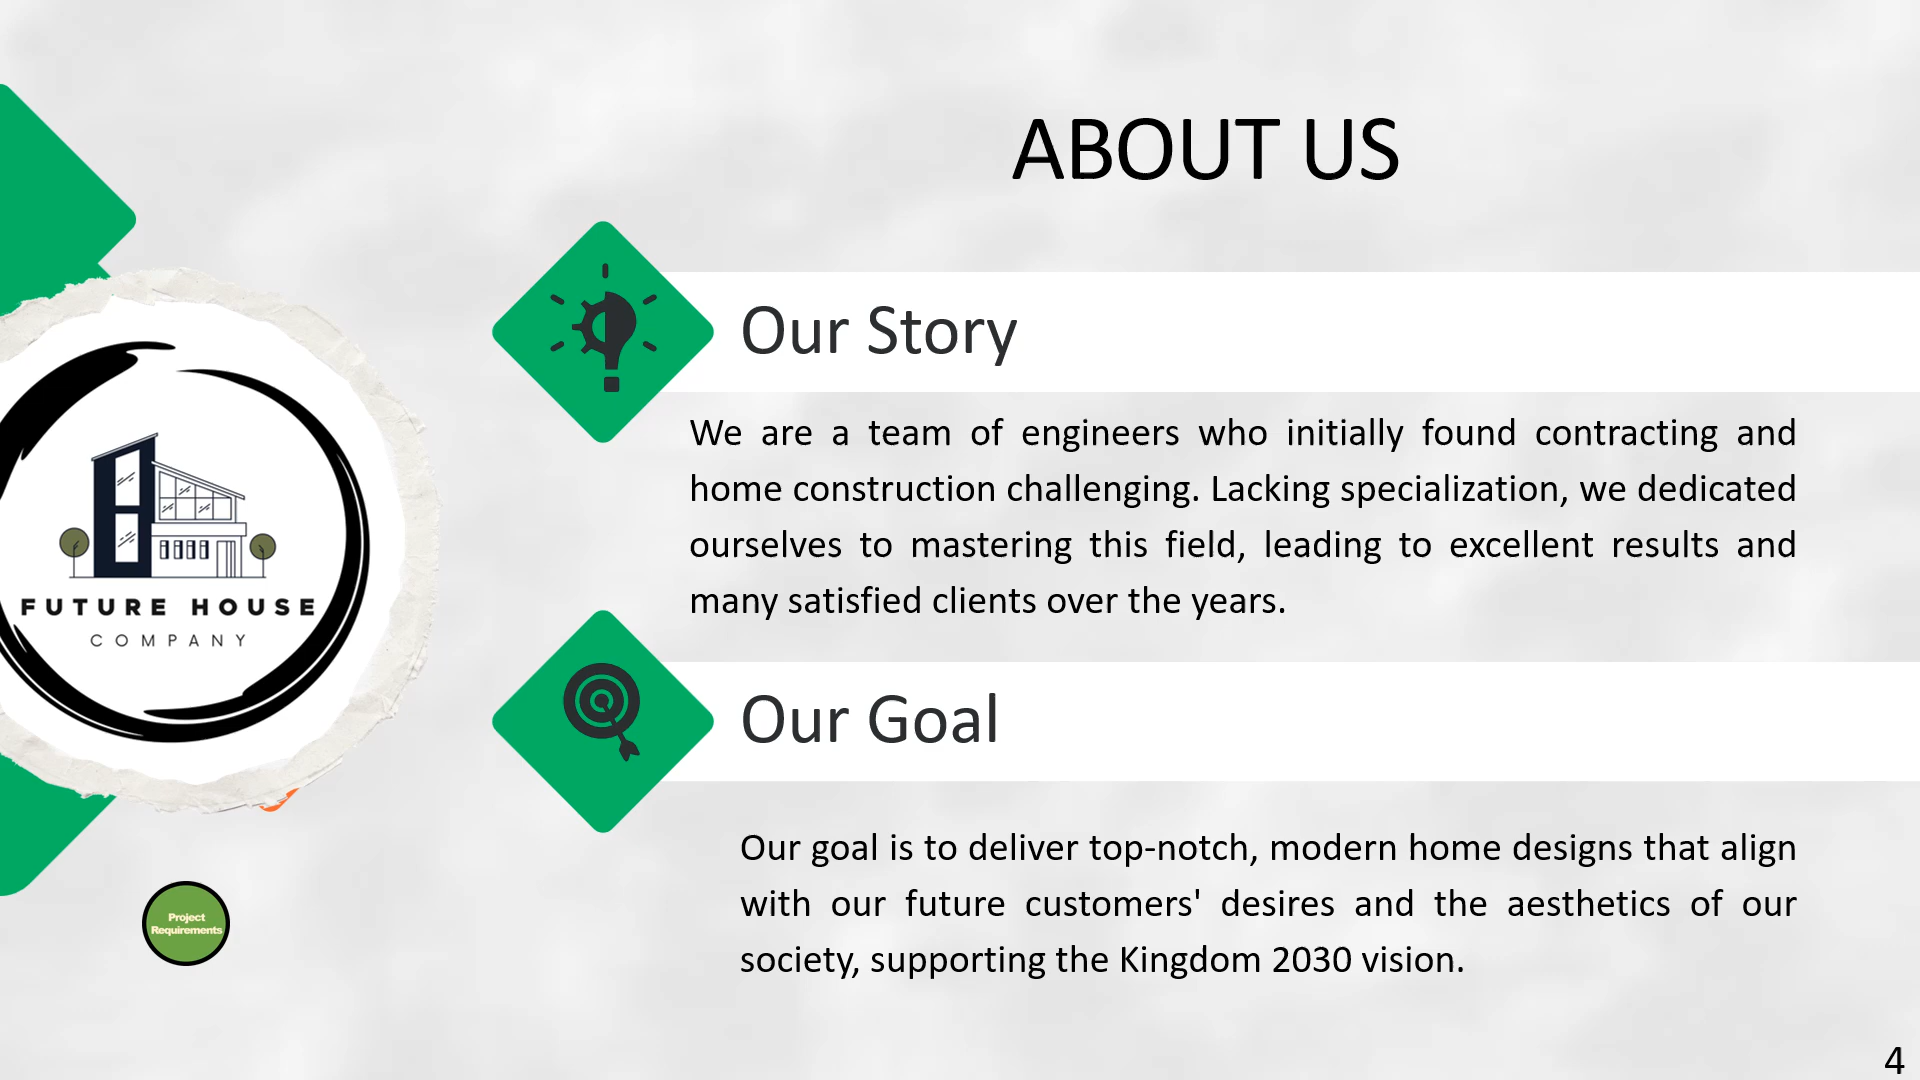 ABOUT US
Our Story
We are a team of engineers who initially found contracting and
home construction challenging. Lacking specialization, we dedicated
ourselves to mastering this field, leading to excellent results and
many satisfied clients over the years.
FUTURE HOUSE
COMPANY
Our Goal
Our goal is to deliver top-notch, modern home designs that align
with our future customers' desires and the aesthetics of our
society, supporting the Kingdom 2030 vision.
Project
Requirements
4